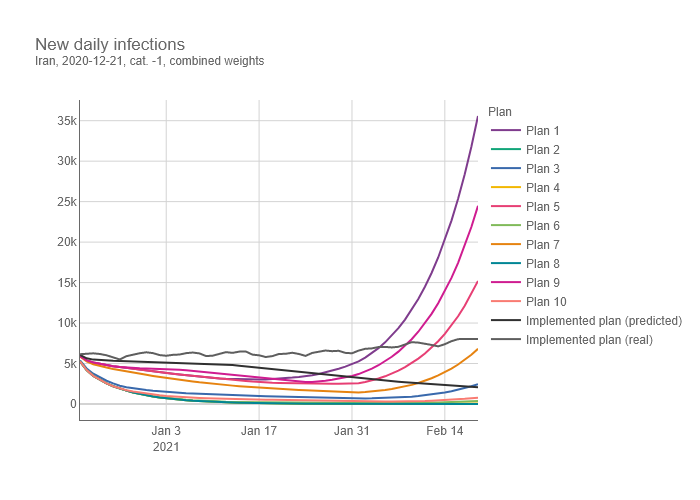 New daily infections
Iran, 2020-12-21, cat. -1, combined weights
Plan
35k
30k
25k
20k
15k
10k
5k
0
Jan 3
2021
Jan 17
Jan 31
Feb 14
Plan 1
Plan 2
Plan 3
Plan 4
Plan 5
Plan 6
Plan 7
Plan 8
Plan 9
Plan 10
Implemented plan (predicted)
Implemented plan (real)